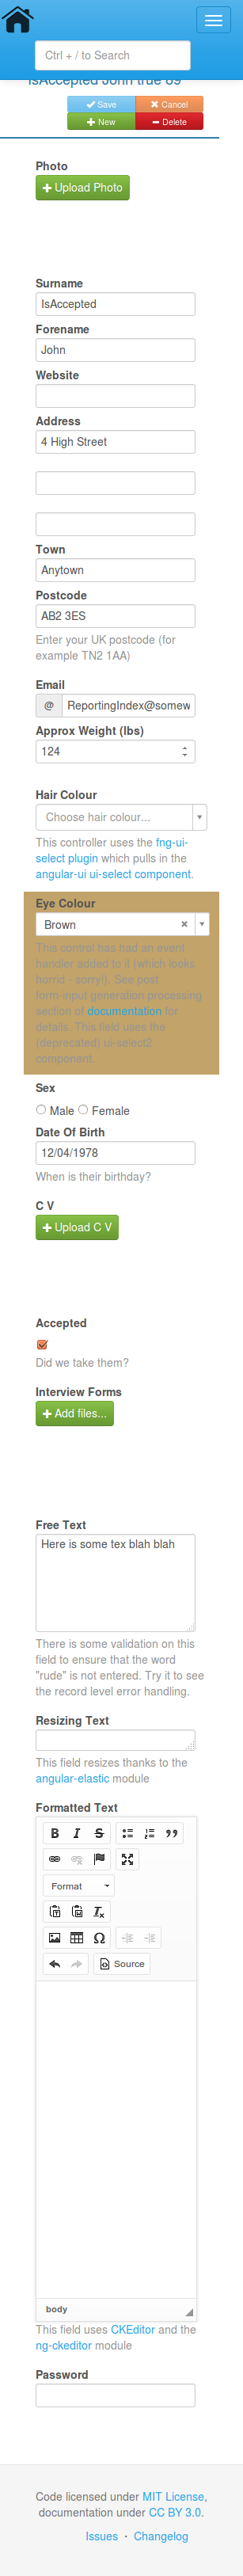 Ctrl + / to Search
IsAccepted John true 89
Save
Cancel
New
Delete
Photo
Upload Photo
Surname
IsAccepted
Forename
John
Website
Address
4 High Street
Town
Anytown
Postcode
AB2 3ES
Enter your UK postcode (for
example TN2 1AA)
Email
@ ReportingIndex@somew
Approx Weight (lbs)
124
Hair Colour
Choose hair colour...
This controller uses the fng-ui-
select plugin which pulls in the
angular-ui ui-select component.
Eye Colour
Brown
This control has had an event
handler added to it (which looks
horrid - sorry!). See post
form-input generation processing
section of documentation for
details. This field uses the
(deprecated) ui-select2
component.
Sex
Male Female
Date Of Birth
12/04/1978
When is their birthday?
C V
Upload C V
Accepted
Did we take them?
Interview Forms
Add files...
Free Text
Here is some tex blah blah
There is some validation on this
field to ensure that the word
"rude" is not entered. Try it to see
the record level error handling.
Resizing Text
This field resizes thanks to the
angular-elastic module
Formatted Text
B I S
Format
Source
body
This field uses CKEditor and the
ng-ckeditor module
Password
Code licensed under MIT License,
documentation under CC BY 3.0.
Issues · Changelog